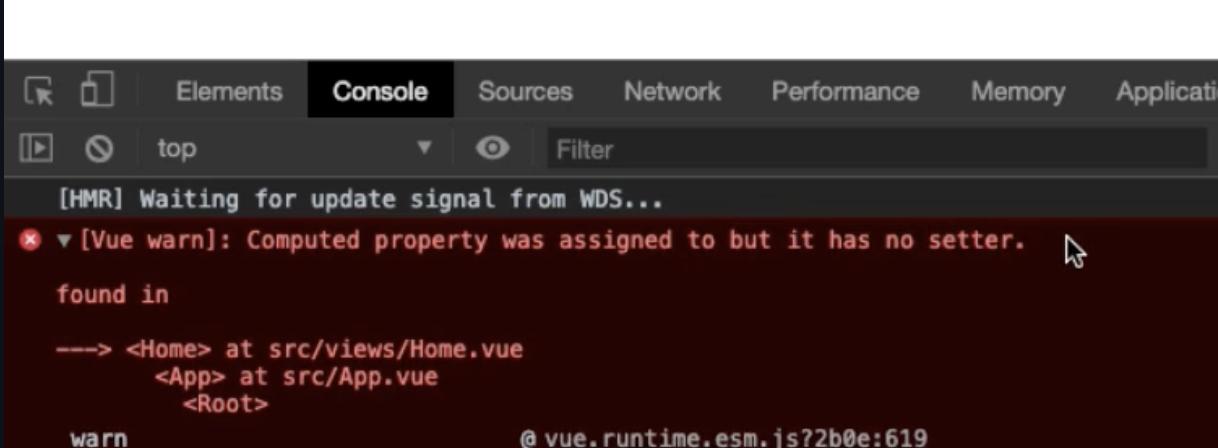 Elements Console Sources Network Performance Memory Applicati
top Filter
[HMR] Waiting for update signal from WDS...
[Vue warn]: Computed property was assigned to but it has no setter.
found in
---> <Home> at src/views/Home.vue
<App> at src/App.vue
<Root>
warn @ vue.runtime.esm.js?2b0e:619